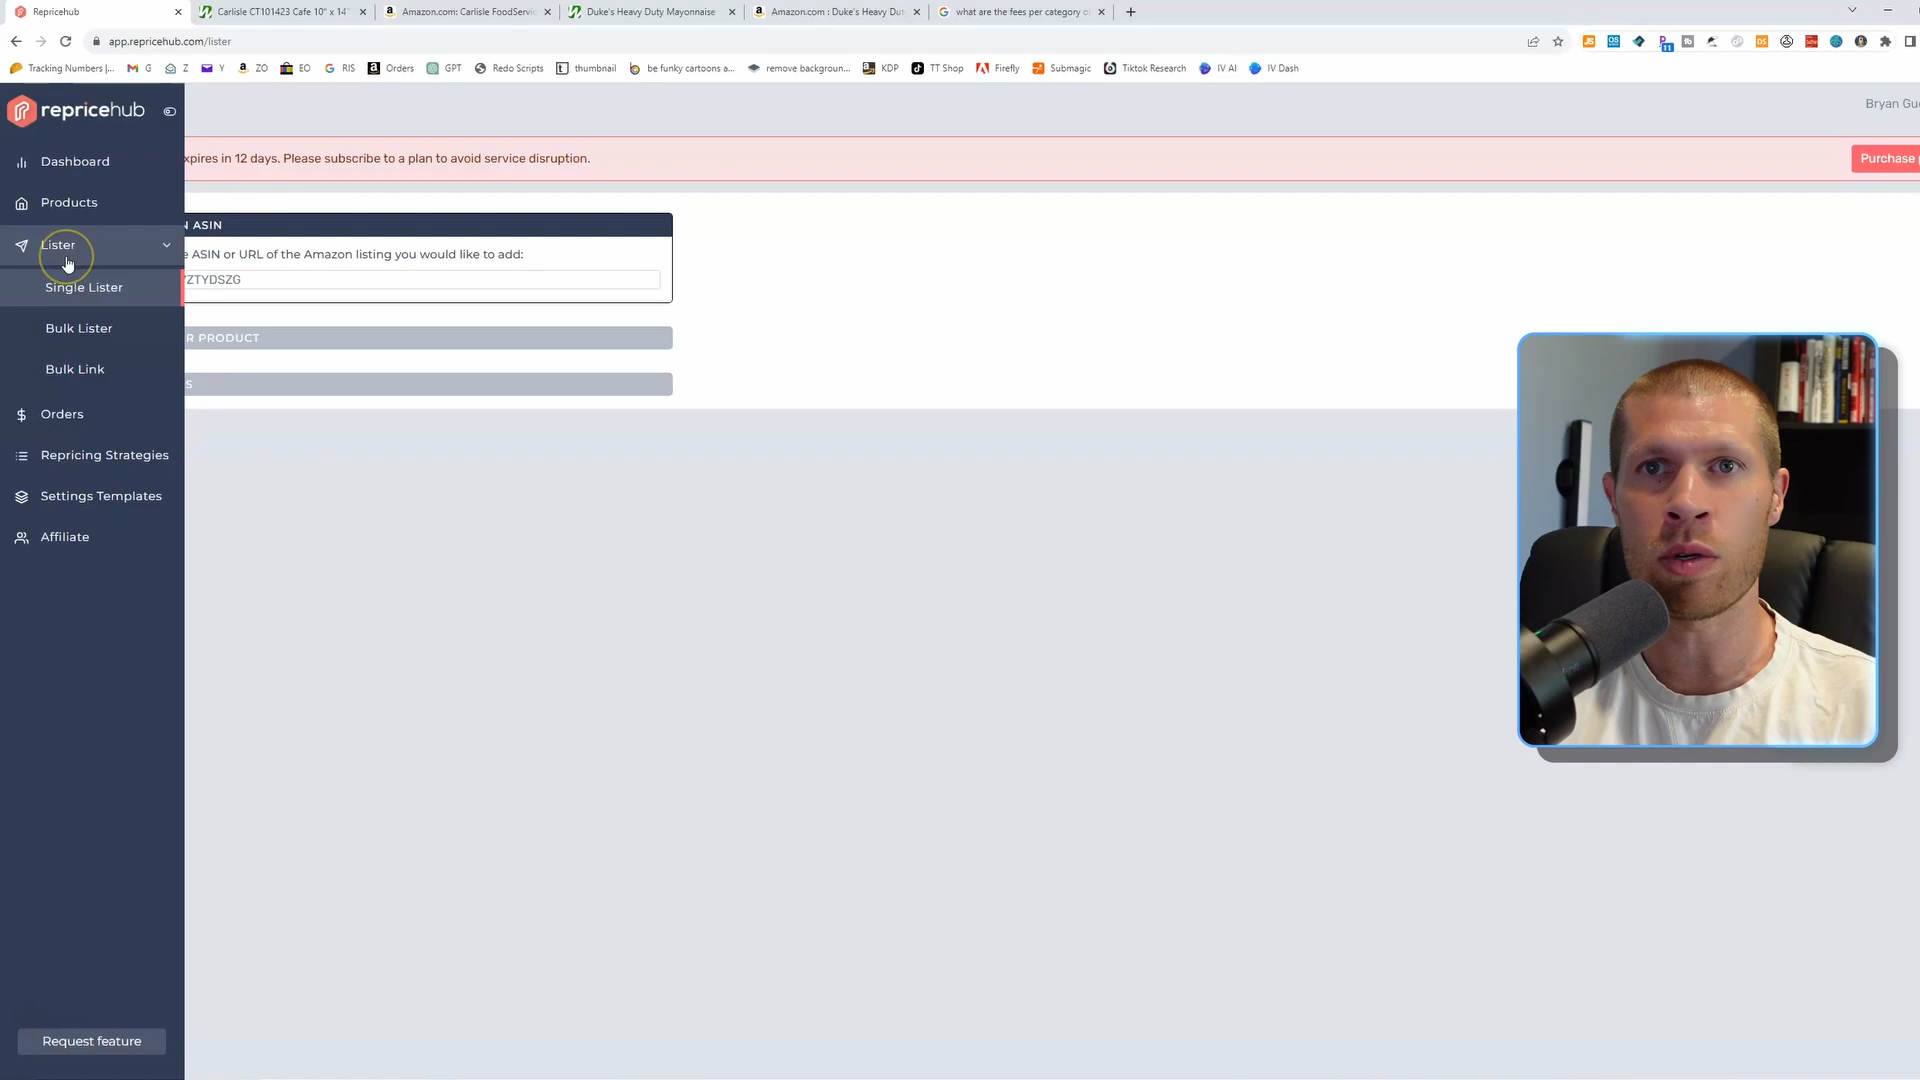 Repricehub
Carlisle CT101423 Cafe 10" x 14"
Amazon.com: Carlisle FoodServic
Duke's Heavy Duty Mayonnaise
Amazon.com : Duke's Heavy Dut
what are the fees per category o
app.repricehub.com/lister
Tracking Numbers |...
G
Z
Y
ZO
EO
RIS
Orders
GPT
Redo Scripts
thumbnail
be funky cartoons a...
remove backgroun...
KDP
TT Shop
Firefly
Submagic
Tiktok Research
IV AI
IV Dash
repricehub
Bryan Gu
Dashboard
xpires in 12 days. Please subscribe to a plan to avoid service disruption.
Purchase
Products
Lister
N ASIN
e ASIN or URL of the Amazon listing you would like to add:
ZTYDSZG
Single Lister
Bulk Lister
R PRODUCT
Bulk Link
S
Orders
Repricing Strategies
Settings Templates
Affiliate
Request feature